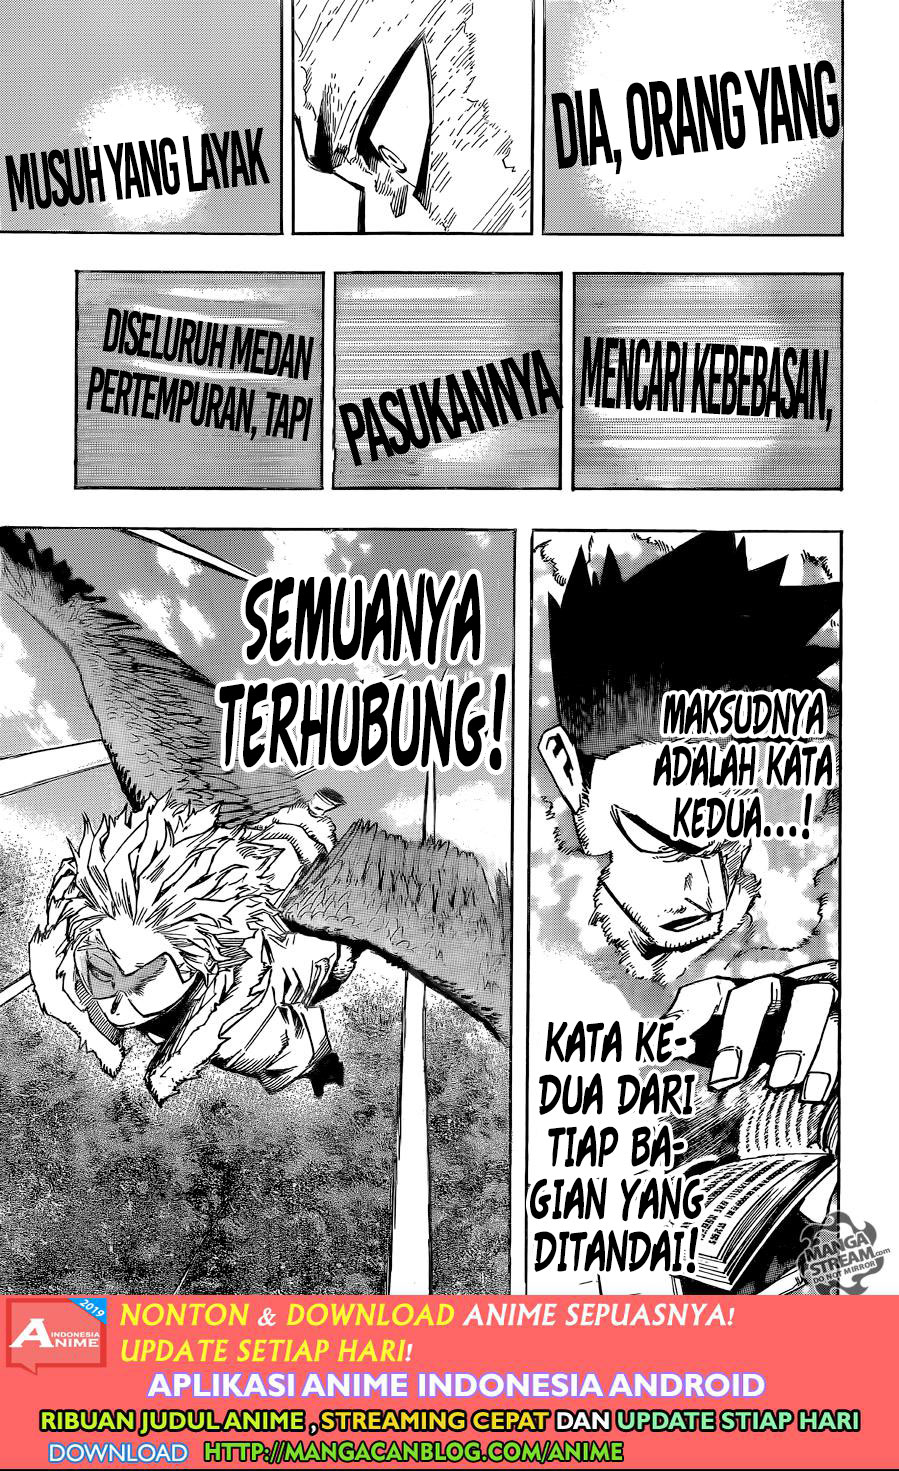 DIA, ORANG YANG
MUSUH YANG LAYAK
MENCARI KEBEBASAN,
PASUKANNYA
DISELURUH MEDAN
PERTEMPURAN, TAPI
MAKSUDNYA
ADALAH KATA
KEDUA...!
KATA KE-
DUA DARI
TIAP BA-
GIAN YANG
DITANDAI!
SEMUANYA
TERHUBUNG!
MANGA
STREAM.com
DO NOT MIRROR
2019
INDONESIA
ANIME
NONTON & DOWNLOAD ANIME SEPUASNYA!
UPDATE SETIAP HARI!
APLIKASI ANIME INDONESIA ANDROID
RIBUAN JUDUL ANIME , STREAMING CEPAT DAN UPDATE STIAP HARI
DOWNLOAD HTTP://MANGACANBLOG.COM/ANIME